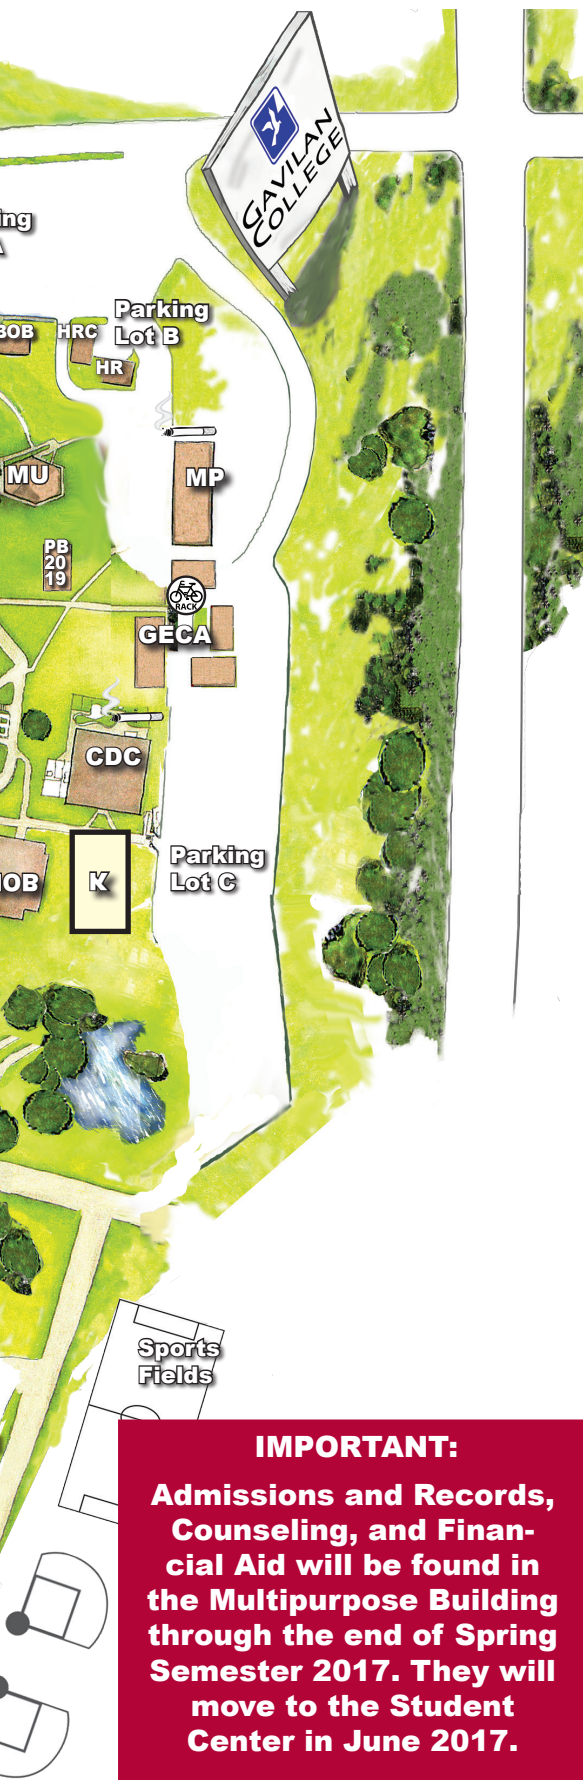 GAVILAN
COLLEGE
Parking
Lot B
BOB
HRC
HR
MU
MP
PB
20
19
RACK
GECA
CDC
K
Parking
Lot C
Sports
Fields
IMPORTANT:
Admissions and Records,
Counseling, and Finan-
cial Aid will be found in
the Multipurpose Building
through the end of Spring
Semester 2017. They will
move to the Student
Center in June 2017.